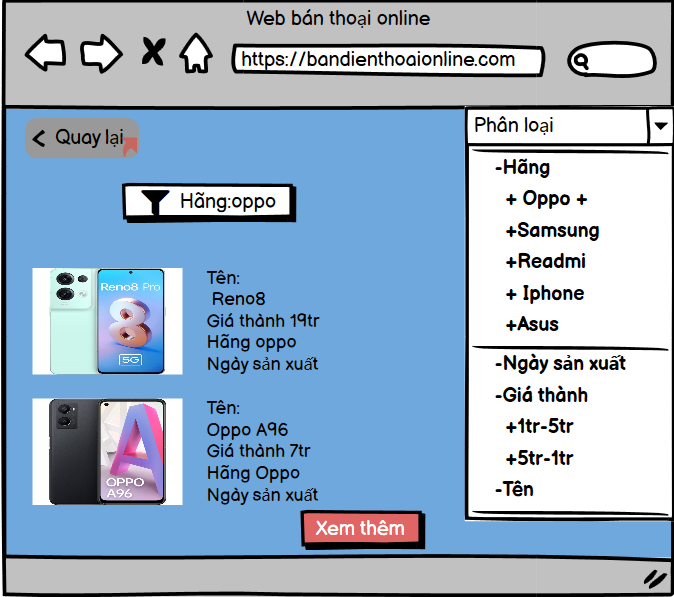 Web bán thoại online
https://bandienthoaionline.com
Quay lại
Hãng:oppo
Reno8 Pro
8
5G
Tên:
Reno8
Giá thành 19tr
Hãng oppo
Ngày sản xuất
A
OPPO
A96
Tên:
Oppo A96
Giá thành 7tr
Hãng Oppo
Ngày sản xuất
Xem thêm
Phân loại
-Hãng
+ Oppo +
+Samsung
+Readmi
+ Iphone
+Asus
-Ngày sản xuất
-Giá thành
+1tr-5tr
+5tr-1tr
-Tên